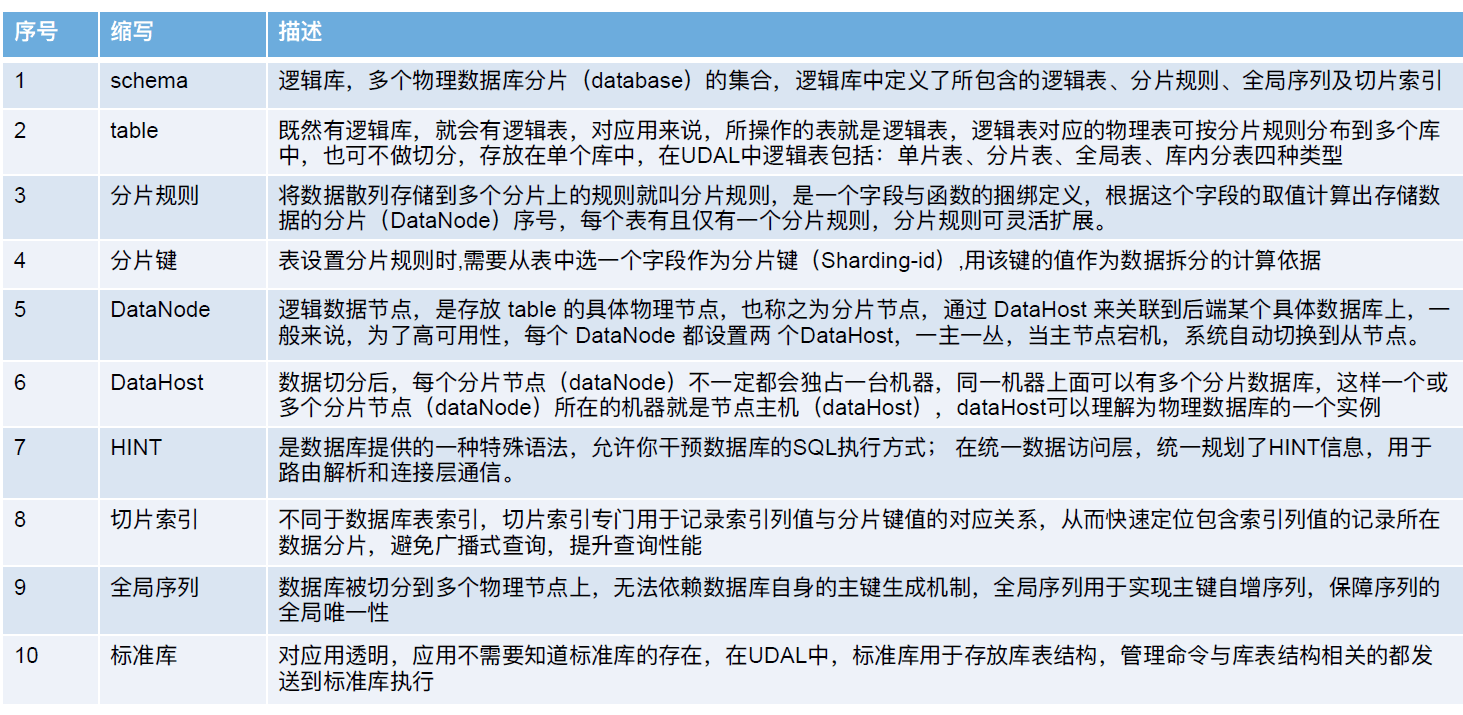 序号 缩写 描述
1 schema 逻辑库，多个物理数据库分片（database）的集合，逻辑库中定义了所包含的逻辑表、分片规则、全局序列及切片索引
2 table 既然有逻辑库，就会有逻辑表，对应用来说，所操作的表就是逻辑表，逻辑表对应的物理表可按分片规则分布到多个库
中，也可不做切分，存放在单个库中，在UDAL中逻辑表包括：单片表、分片表、全局表、库内分表四种类型
3 分片规则 将数据散列存储到多个分片上的规则就叫分片规则，是一个字段与函数的捆绑定义，根据这个字段的取值计算出存储数
据的分片（DataNode）序号，每个表有且仅有一个分片规则，分片规则可灵活扩展。
4 分片键 表设置分片规则时,需要从表中选一个字段作为分片键（Sharding-id）,用该键的值作为数据拆分的计算依据
5 DataNode 逻辑数据节点，是存放 table 的具体物理节点，也称之为分片节点，通过 DataHost 来关联到后端某个具体数据库上，一
般来说，为了高可用性，每个 DataNode 都设置两 个DataHost，一主一丛，当主节点宕机，系统自动切换到从节点。
6 DataHost 数据切分后，每个分片节点（dataNode）不一定都会独占一台机器，同一机器上面可以有多个分片数据库，这样一个或
多个分片节点（dataNode）所在的机器就是节点主机（dataHost）, dataHost可以理解为物理数据库的一个实例
7 HINT 是数据库提供的一种特殊语法，允许你干预数据库的SQL执行方式； 在统一数据访问层，统一规划了HINT信息，用于
路由解析和连接层通信。
8 切片索引 不同于数据库表索引，切片索引专门用于记录索引列值与分片键值的对应关系，从而快速定位包含索引列值的记录所在
数据分片，避免广播式查询，提升查询性能
9 全局序列 数据库被切分到多个物理节点上，无法依赖数据库自身的主键生成机制，全局序列用于实现主键自增序列，保障序列的
全局唯一性
10 标准库 对应用透明，应用不需要知道标准库的存在，在UDAL中，标准库用于存放库表结构，管理命令与库表结构相关的都发
送到标准库执行